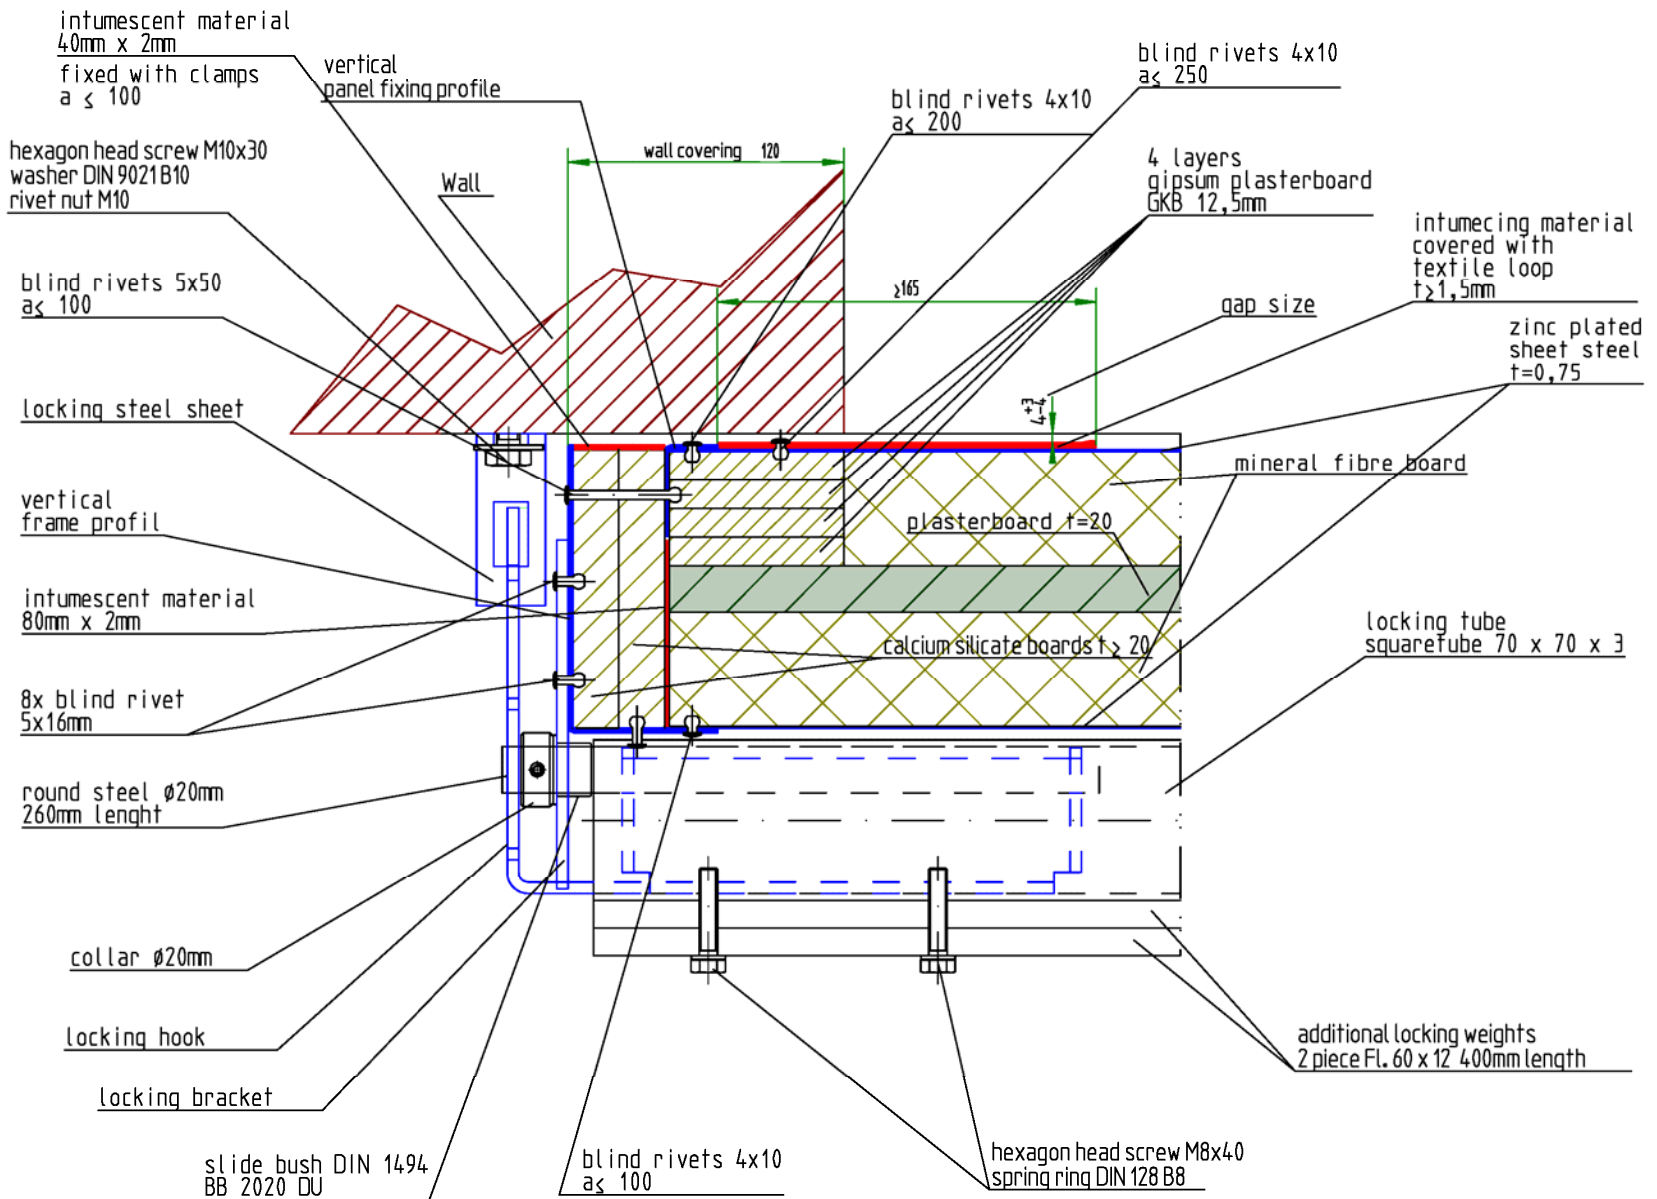 intumescent material
40mm x 2mm
fixed with clamps
a ≤ 100
vertical
panel fixing profile
hexagon head screw M10x30
washer DIN 9021 B10
rivet nut M10
Wall
wall covering 120
blind rivets 4x10
a≤ 200
blind rivets 4x10
a≤ 250
4 layers
gipsum plasterboard
GKB 12,5mm
intumecing material
covered with
textile loop
t≥1,5mm
blind rivets 5x50
a≤ 100
≥165
gap size
zinc plated
sheet steel
t=0,75
4 +3 -4
locking steel sheet
mineral fibre board
vertical
frame profil
plasterboard t=20
intumescent material
80mm x 2mm
calcium silicate boards t ≥ 20
locking tube
squaretube 70 x 70 x 3
8x blind rivet
5x16mm
round steel ø20mm
260mm lenght
collar ø20mm
locking hook
additional locking weights
2 piece Fl. 60 x 12 400mm length
locking bracket
slide bush DIN 1494
BB 2020 DU
blind rivets 4x10
a≤ 100
hexagon head screw M8x40
spring ring DIN 128 B8